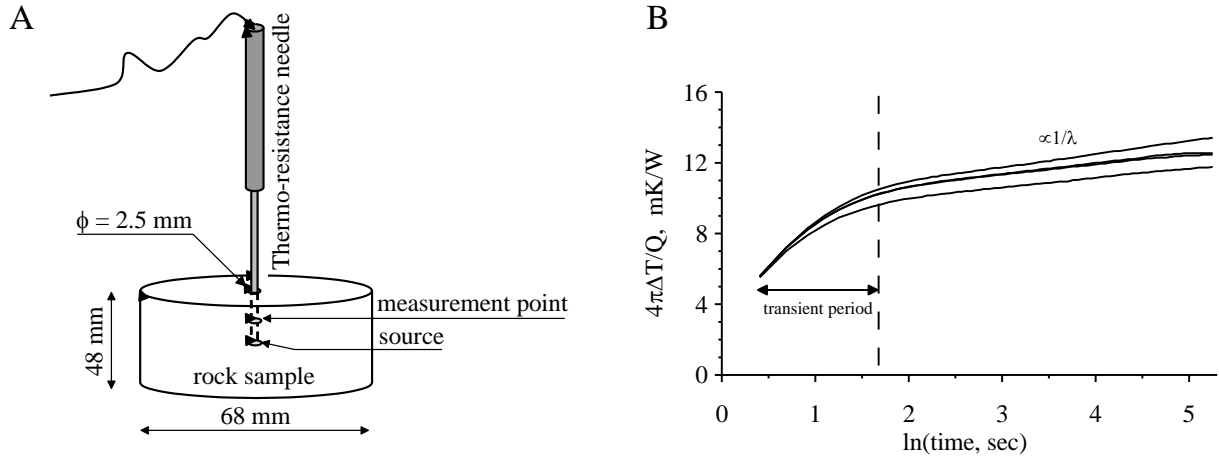 A
Thermo-resistance needle
ϕ = 2.5 mm
measurement point
source
48 mm
rock sample
68 mm
B
4πΔT/Q, mK/W
16
12
8
4
0
∝1/λ
transient period
0 1 2 3 4 5
ln(time, sec)